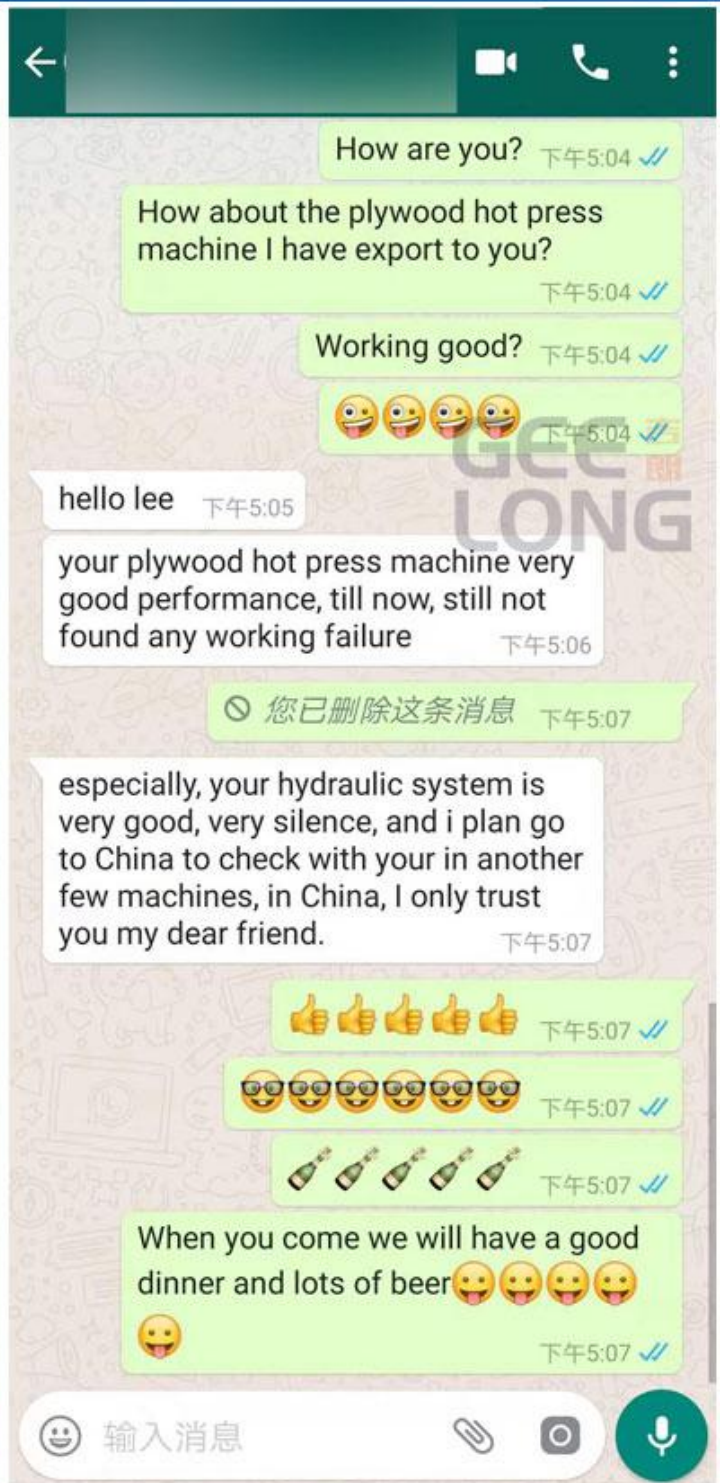 How are you? 下午5:04
How about the plywood hot press
machine I have export to you?
下午5:04
Working good? 下午5:04
下午5:04
GEE 吉朗
LONG
hello lee 下午5:05
your plywood hot press machine very
good performance, till now, still not
found any working failure 下午5:06
您已删除这条消息 下午5:07
especially, your hydraulic system is
very good, very silence, and i plan go
to China to check with your in another
few machines, in China, I only trust
you my dear friend. 下午5:07
下午5:07
下午5:07
下午5:07
When you come we will have a good
dinner and lots of beer
下午5:07
输入消息